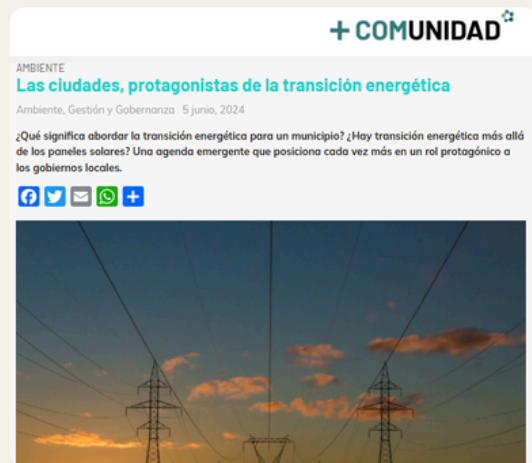 + COMUNIDAD
AMBIENTE
Las ciudades, protagonistas de la transición energética
Ambiente, Gestión y Gobernanza 5 junio, 2024
¿Qué significa abordar la transición energética para un municipio? ¿Hay transición energética más allá
de los paneles solares? Una agenda emergente que posiciona cada vez más en un rol protagónico a
los gobiernos locales.